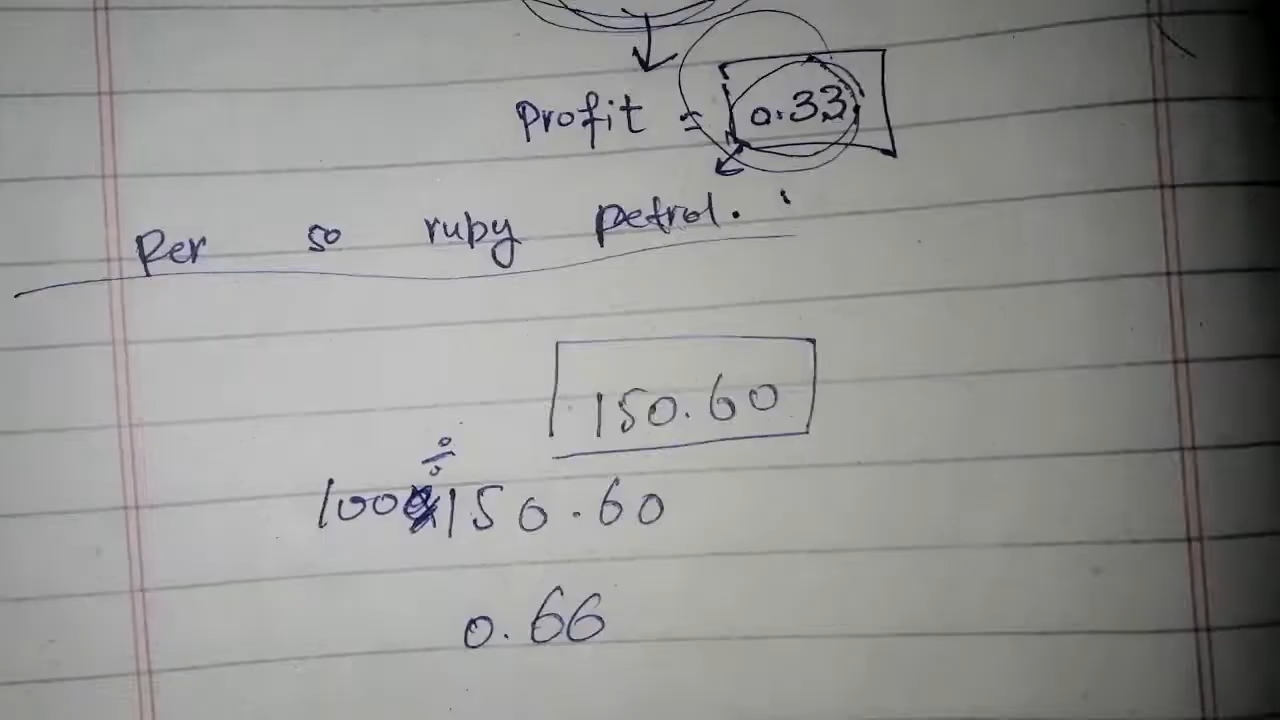 Profit = 0.33
Per 50 ruby petrol.
150.60
100 ÷ 150.60
0.66